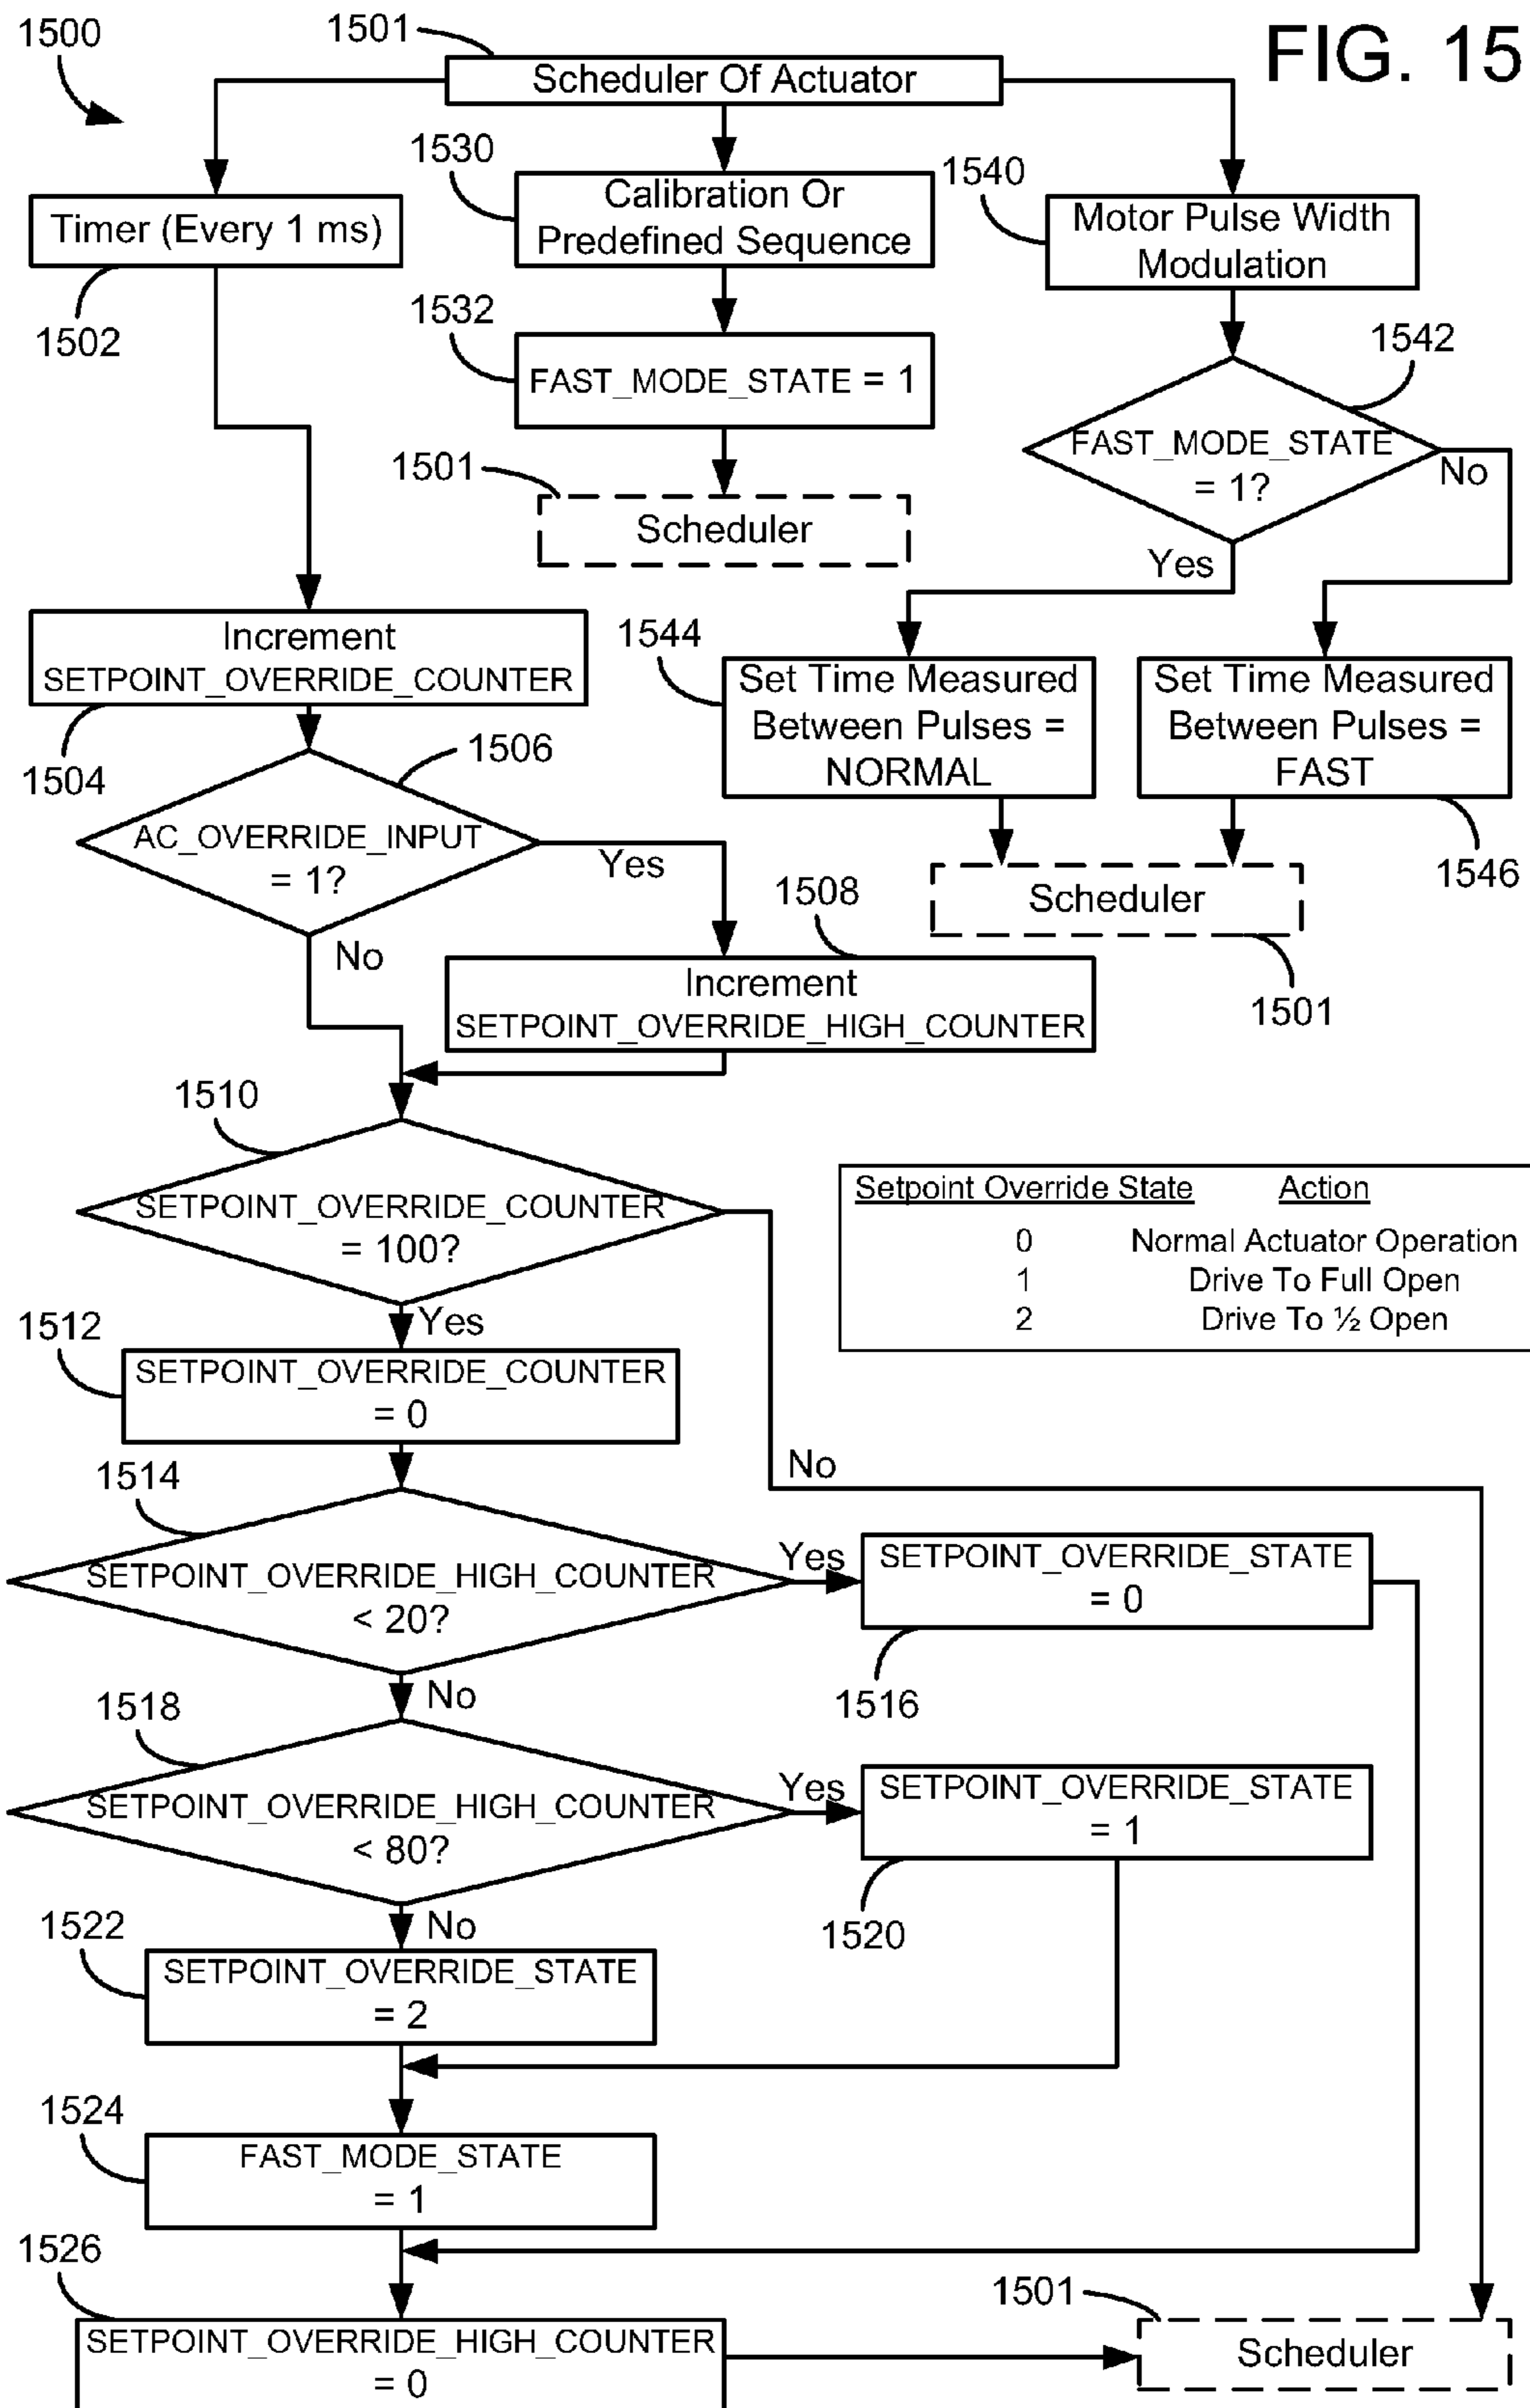 FIG. 15
1500
1501
Scheduler Of Actuator
1530
1540
Timer (Every 1 ms)
1502
Calibration Or
Predefined Sequence
Motor Pulse Width
Modulation
1532
FAST_MODE_STATE = 1
1542
FAST_MODE_STATE
= 1?
No
Yes
1501
Scheduler
Increment
SETPOINT_OVERRIDE_COUNTER
1504
1544
Set Time Measured
Between Pulses =
NORMAL
Set Time Measured
Between Pulses =
FAST
1546
1506
AC_OVERRIDE_INPUT
= 1?
Yes
No
1508
Scheduler
1501
Increment
SETPOINT_OVERRIDE_HIGH_COUNTER
1510
SETPOINT_OVERRIDE_COUNTER
= 100?
Yes
No
Setpoint Override State Action
0 Normal Actuator Operation
1 Drive To Full Open
2 Drive To ½ Open
1512
SETPOINT_OVERRIDE_COUNTER
= 0
1514
SETPOINT_OVERRIDE_HIGH_COUNTER
< 20?
Yes
No
SETPOINT_OVERRIDE_STATE
= 0
1516
1518
SETPOINT_OVERRIDE_HIGH_COUNTER
< 80?
Yes
No
SETPOINT_OVERRIDE_STATE
= 1
1520
1522
SETPOINT_OVERRIDE_STATE
= 2
1524
FAST_MODE_STATE
= 1
1526
SETPOINT_OVERRIDE_HIGH_COUNTER
= 0
1501
Scheduler